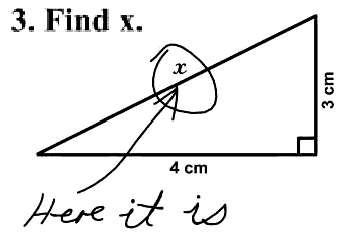 3. Find x.
x
3 cm
4 cm
Here it is